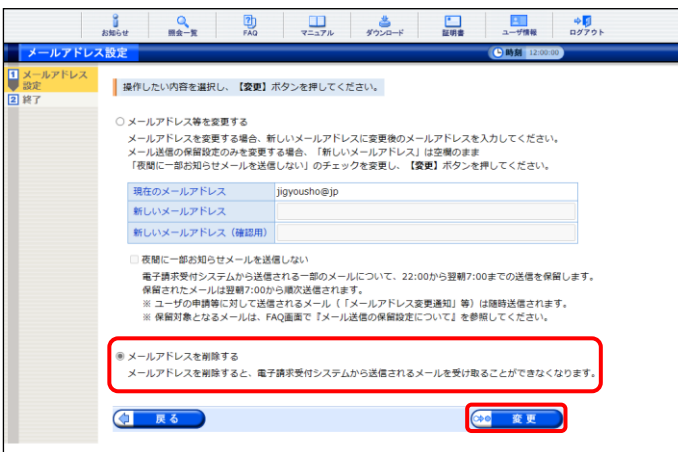 お知らせ 照会一覧 FAQ マニュアル ダウンロード 証明書 ユーザ情報 ログアウト
メールアドレス設定 時刻 12:00:00
1 メールアドレス
設定
2 終了
操作したい内容を選択し、【変更】ボタンを押してください。
メールアドレス等を変更する
メールアドレスを変更する場合、新しいメールアドレスに変更後のメールアドレスを入力してください。
メール送信の保留設定のみを変更する場合、「新しいメールアドレス」は空欄のまま
「夜間に一部お知らせメールを送信しない」のチェックを変更し、【変更】ボタンを押してください。
現在のメールアドレス jigyousho@jp
新しいメールアドレス
新しいメールアドレス（確認用）
夜間に一部お知らせメールを送信しない
電子請求受付システムから送信される一部のメールについて、22:00から翌朝7:00までの送信を保留します。
保留されたメールは翌朝7:00から順次送信されます。
※ ユーザの申請等に対して送信されるメール（「メールアドレス変更通知」等）は随時送信されます。
※ 保留対象となるメールは、FAQ画面で『メール送信の保留設定について』を参照してください。
メールアドレスを削除する
メールアドレスを削除すると、電子請求受付システムから送信されるメールを受け取ることができなくなります。
戻る 変更